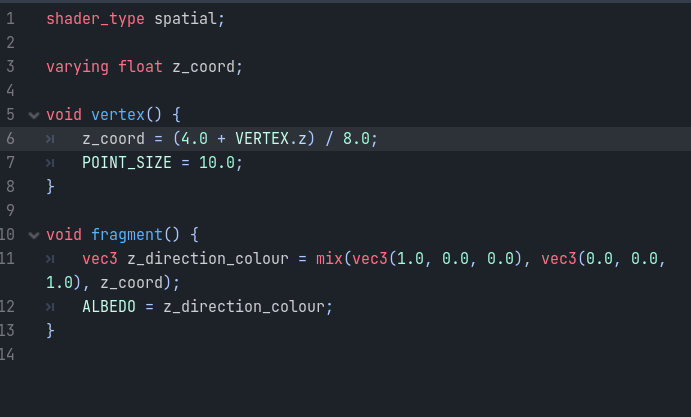 1 shader_type spatial;
2
3 varying float z_coord;
4
5 void vertex() {
6 z_coord = (4.0 + VERTEX.z) / 8.0;
7 POINT_SIZE = 10.0;
8 }
9
10 void fragment() {
11 vec3 z_direction_colour = mix(vec3(1.0, 0.0, 0.0), vec3(0.0, 0.0,
1.0), z_coord);
12 ALBEDO = z_direction_colour;
13 }
14